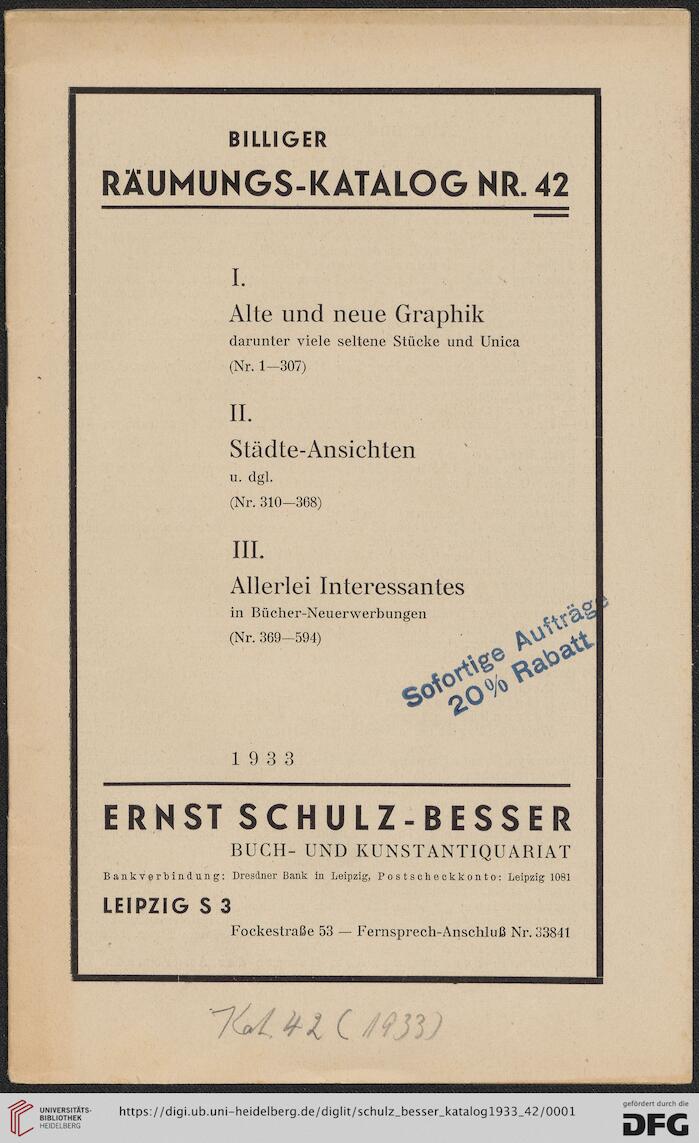 BILLIGER
RÄUMUNGS-KATALOG NR. 42
I.
Alte und neue Graphik
darunter viele seltene Stücke und Unica
(Nr. 1—307)
II.
Städte-Ansichten
u. dgl.
(Nr. 310—368)
III.
Allerlei Interessantes
in Bücher-Neuerwerbungen
(Nr. 369—594)
Sofortige Aufträge
20% Rabatt
1933
ERNST SCHULZ-BESSER
BUCH- UND KUNSTANTIQUARIAT
Bankverbindung: Dresdner Bank in Leipzig, Postscheckkonto: Leipzig 1081
LEIPZIG S 3
Fockestraße 53 — Fernsprech-Anschluß Nr. 33841
Kat. 42 (1933)
UNIVERSITÄTS-
BIBLIOTHEK
HEIDELBERG
https://digi.ub.uni-heidelberg.de/diglit/schulz_besser_katalog1933_42/0001
gefördert durch die
DFG